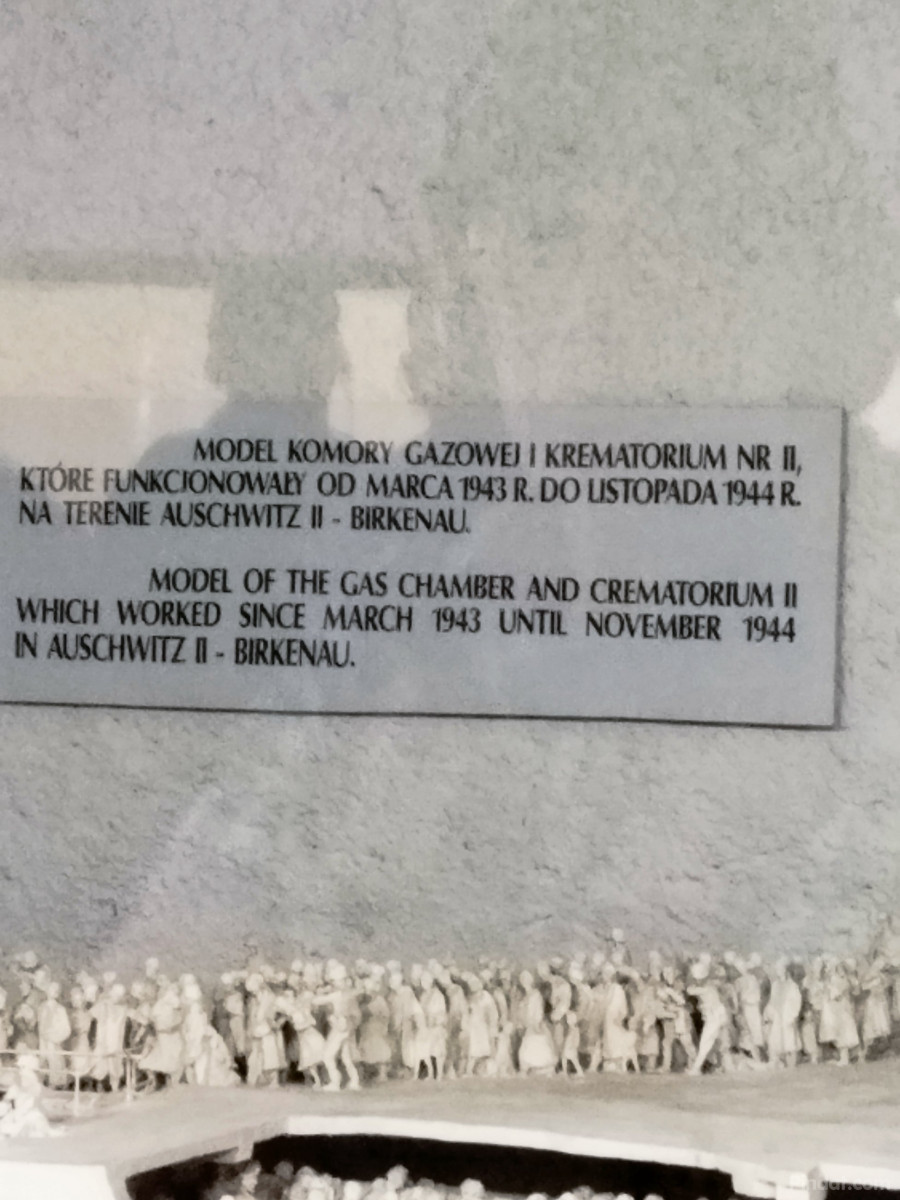 MODEL KOMORY GAZOWEJ I KREMATORIUM NR II,
KTÓRE FUNKCJONOWAŁY OD MARCA 1943 R. DO LISTOPADA 1944 R.
NA TERENIE AUSCHWITZ II - BIRKENAU.
MODEL OF THE GAS CHAMBER AND CREMATORIUM II
WHICH WORKED SINCE MARCH 1943 UNTIL NOVEMBER 1944
IN AUSCHWITZ II - BIRKENAU.